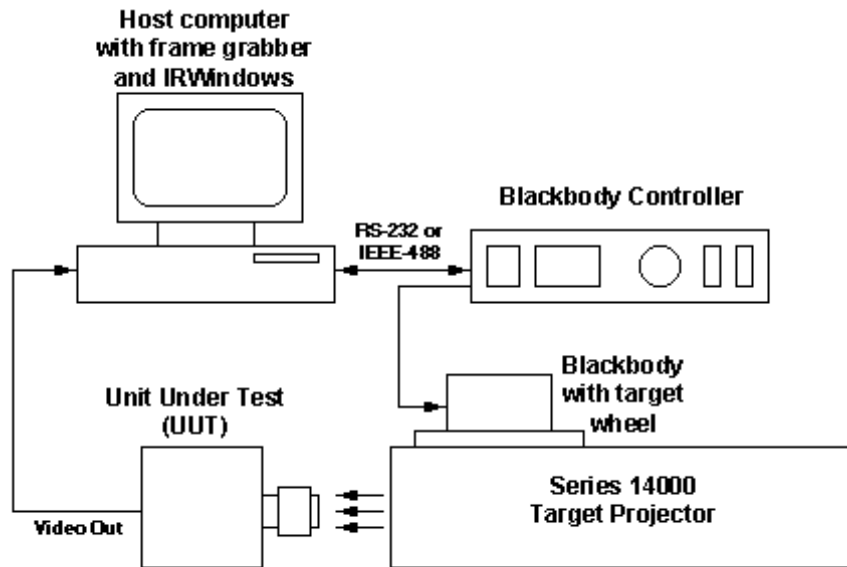 Host computer
with frame grabber
and IRWindows
Blackbody Controller
RS-232 or
IEEE-488
Blackbody
with target
wheel
Unit Under Test
(UUT)
Series 14000
Target Projector
Video Out